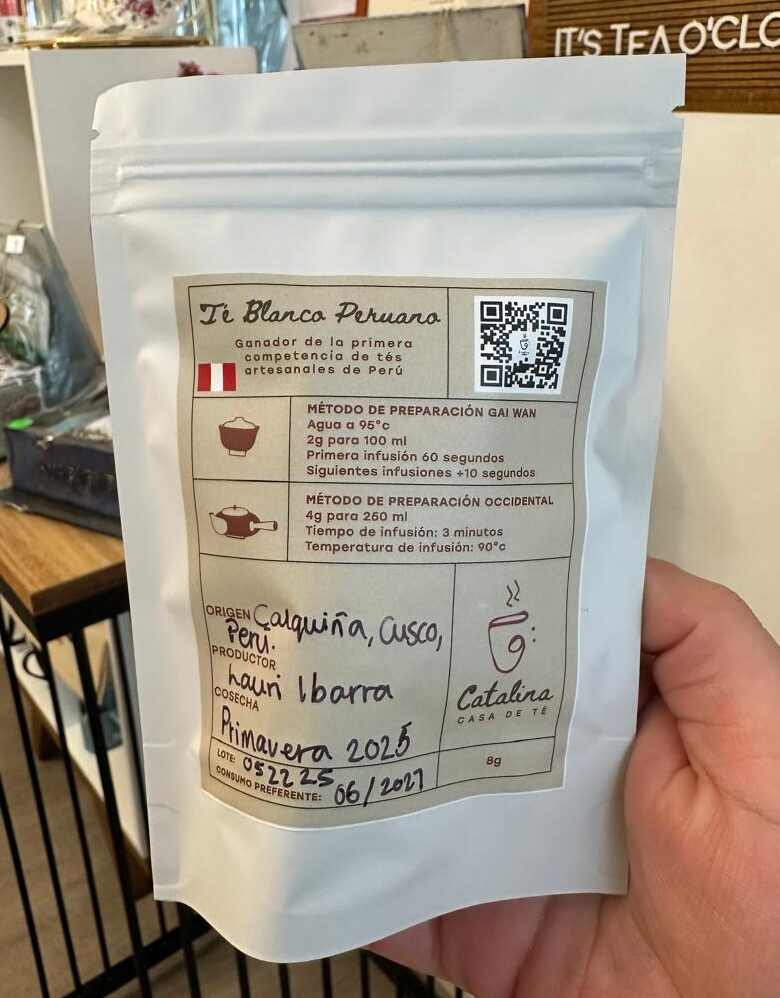 IT'S TEA O'CLO
Té Blanco Peruano
Ganador de la primera
competencia de tés
artesanales de Perú
MÉTODO DE PREPARACIÓN GAI WAN
Agua a 95°c
2g para 100 ml
Primera infusión 60 segundos
Siguientes infusiones +10 segundos
MÉTODO DE PREPARACIÓN OCCIDENTAL
4g para 250 ml
Tiempo de infusión: 3 minutos
Temperatura de infusión: 90°c
ORIGEN Calquiña, Cusco,
Perú.
PRODUCTOR
Lauri Ibarra
COSECHA
Primavera 2025
LOTE: 052225
CONSUMO PREFERENTE: 06/2027
Catalina
CASA DE TÉ
8g